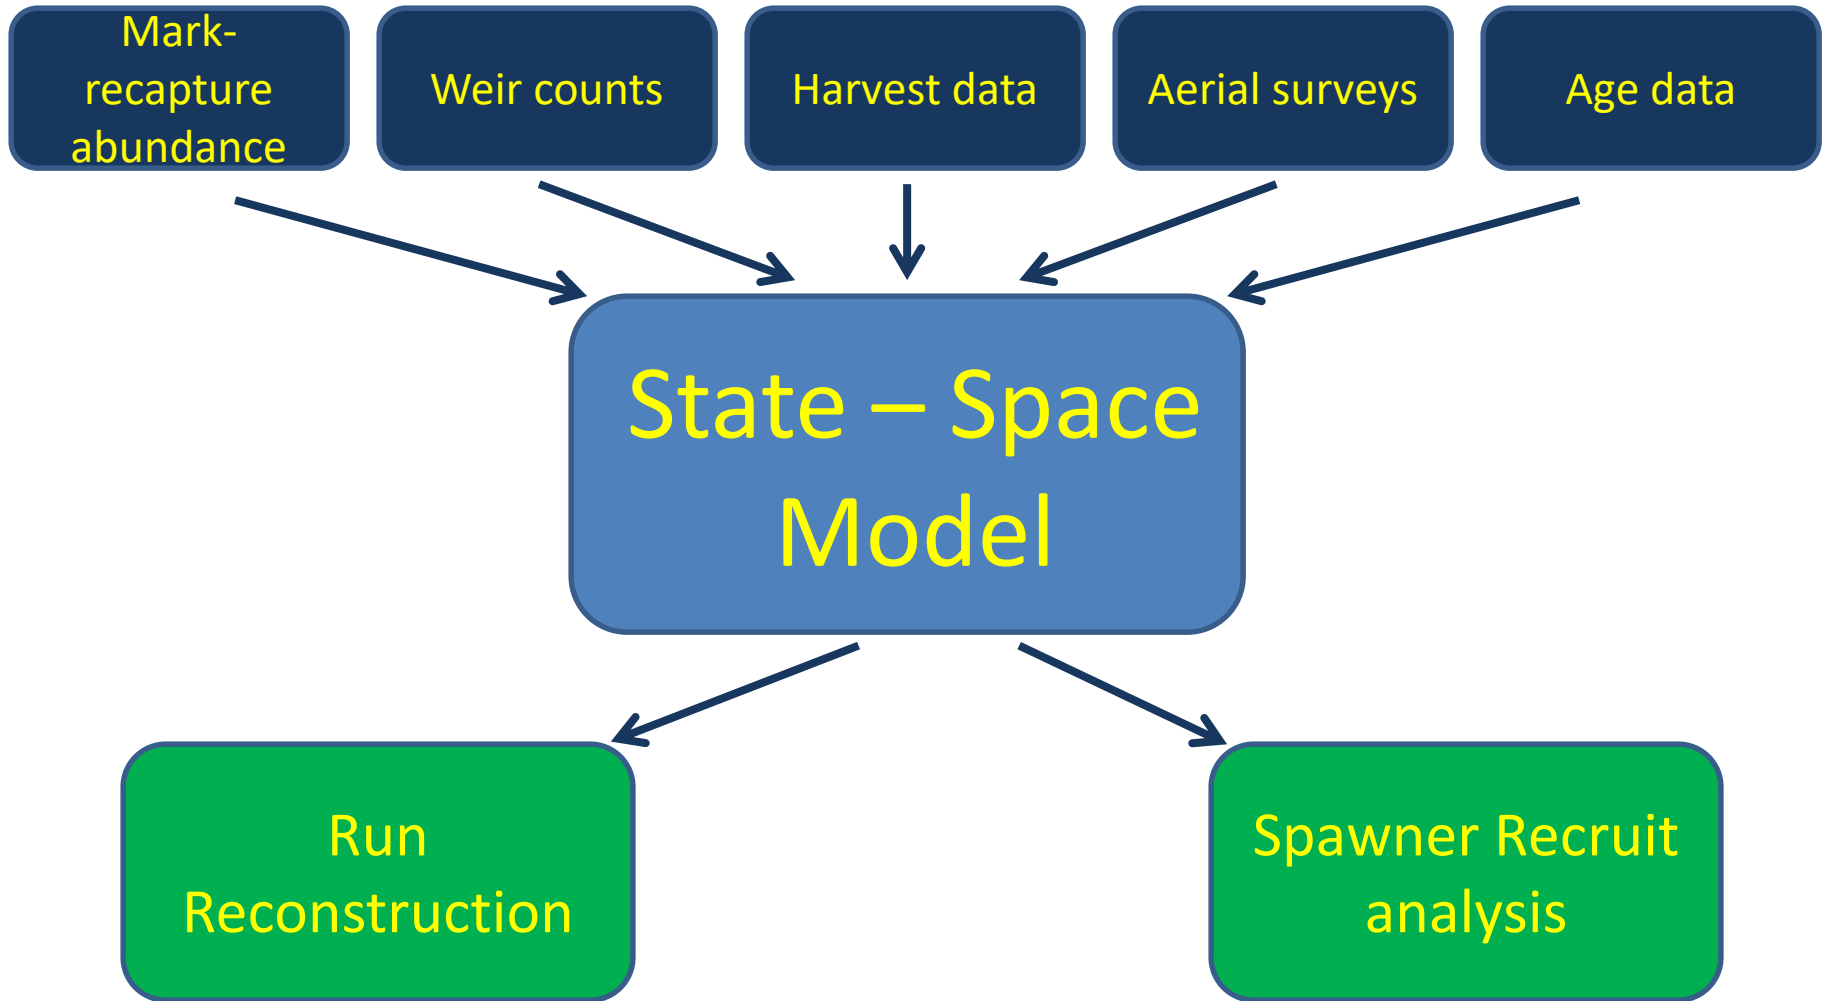 Mark-
recapture
abundance
Weir counts
Harvest data
Aerial surveys
Age data
State – Space
Model
Run
Reconstruction
Spawner Recruit
analysis